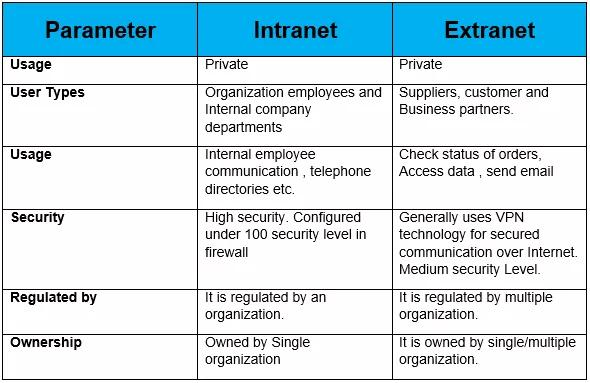 Parameter Intranet Extranet
Usage Private Private
User Types Organization employees and Suppliers, customer and
Internal company Business partners.
departments
Usage Internal employee Check status of orders,
communication , telephone Access data , send email
directories etc.
Security High security. Configured Generally uses VPN
under 100 security level in technology for secured
firewall communication over Internet.
Medium security Level.
Regulated by It is regulated by an It is regulated by multiple
organization. organization.
Ownership Owned by Single It is owned by single/multiple
organization organization.